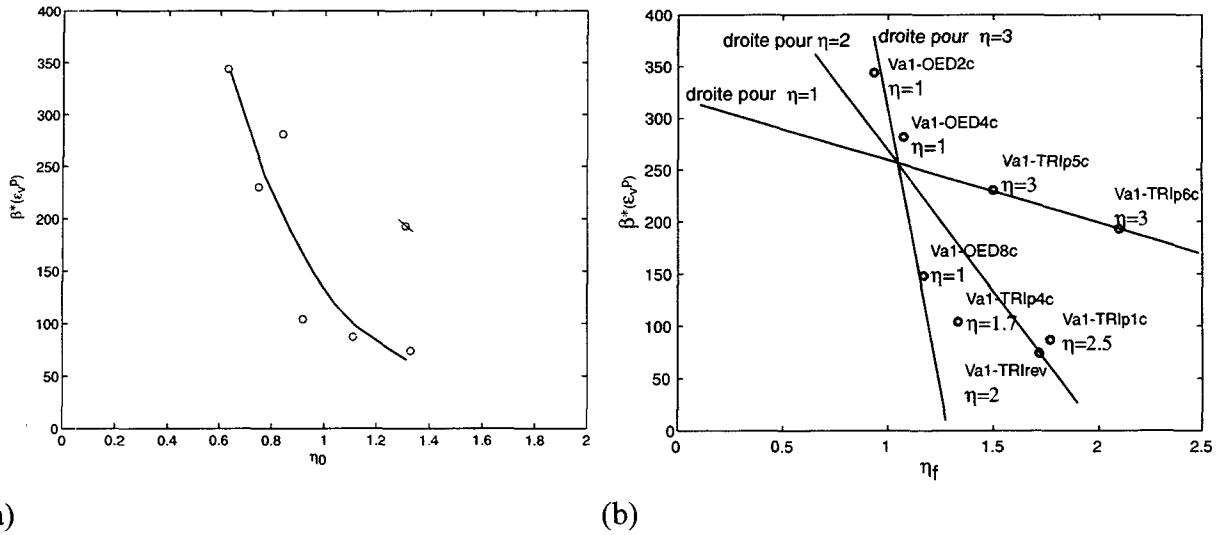 400
350
300
250
200
150
100
50
0
β*(εᵥᵖ)
0 0.2 0.4 0.6 0.8 1 1.2 1.4 1.6 1.8 2
η₀
)
400
350
300
250
200
150
100
50
0
β*(εᵥᵖ)
droite pour η=3
droite pour η=2
Va1-OED2c
η=1
droite pour η=1
Va1-OED4c
η=1
Va1-TRIp5c
η=3
Va1-TRIp6c
η=3
Va1-OED8c
η=1
Va1-TRIp4c
η=1.7
Va1-TRIp1c
η=2.5
Va1-TRIrev
η=2
0 0.5 1 1.5 2 2.5
η_f
(b)